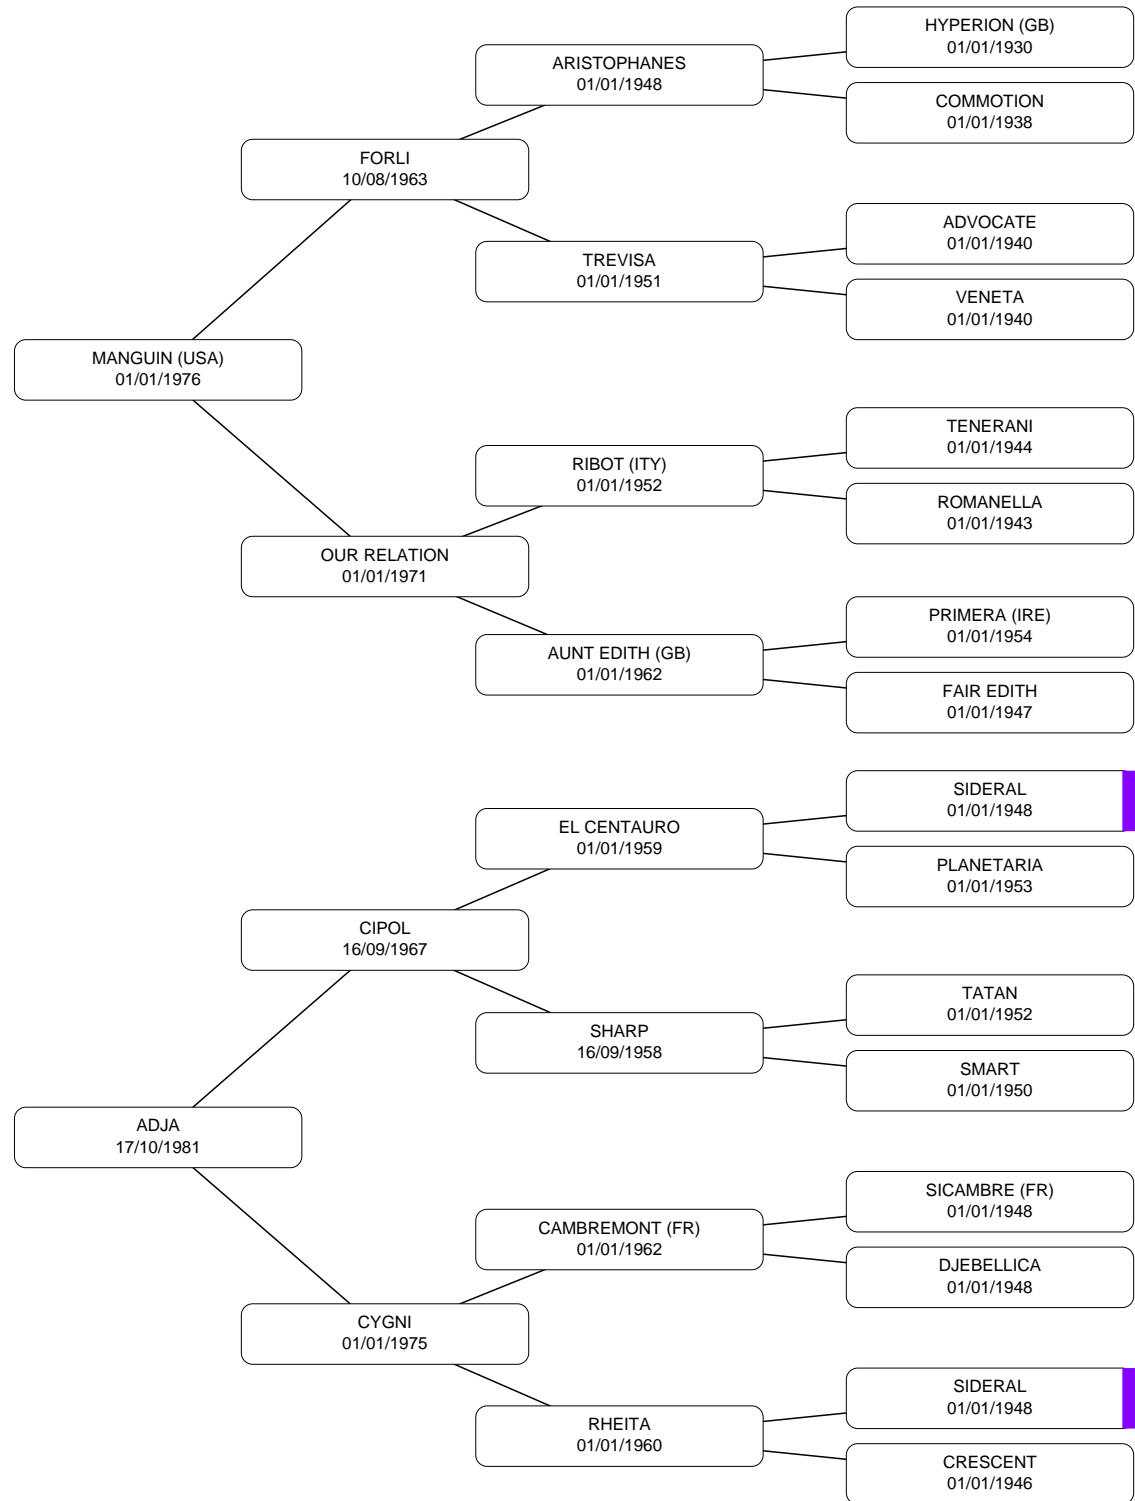 HYPERION (GB)
01/01/1930
ARISTOPHANES
01/01/1948
COMMOTION
01/01/1938
FORLI
10/08/1963
ADVOCATE
01/01/1940
TREVISA
01/01/1951
VENETA
01/01/1940
MANGUIN (USA)
01/01/1976
TENERANI
01/01/1944
RIBOT (ITY)
01/01/1952
ROMANELLA
01/01/1943
OUR RELATION
01/01/1971
PRIMERA (IRE)
01/01/1954
AUNT EDITH (GB)
01/01/1962
FAIR EDITH
01/01/1947
SIDERAL
01/01/1948
EL CENTAURO
01/01/1959
PLANETARIA
01/01/1953
CIPOL
16/09/1967
TATAN
01/01/1952
SHARP
16/09/1958
SMART
01/01/1950
ADJA
17/10/1981
SICAMBRE (FR)
01/01/1948
CAMBREMONT (FR)
01/01/1962
DJEBELLICA
01/01/1948
CYGNI
01/01/1975
SIDERAL
01/01/1948
RHEITA
01/01/1960
CRESCENT
01/01/1946